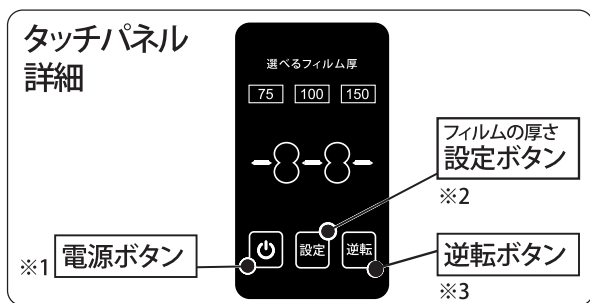 タッチパネル
詳細
選べるフィルム厚
75 100 150
-8-8-
設定 逆転
※1 電源ボタン
フィルムの厚さ
設定ボタン
※2
逆転ボタン
※3